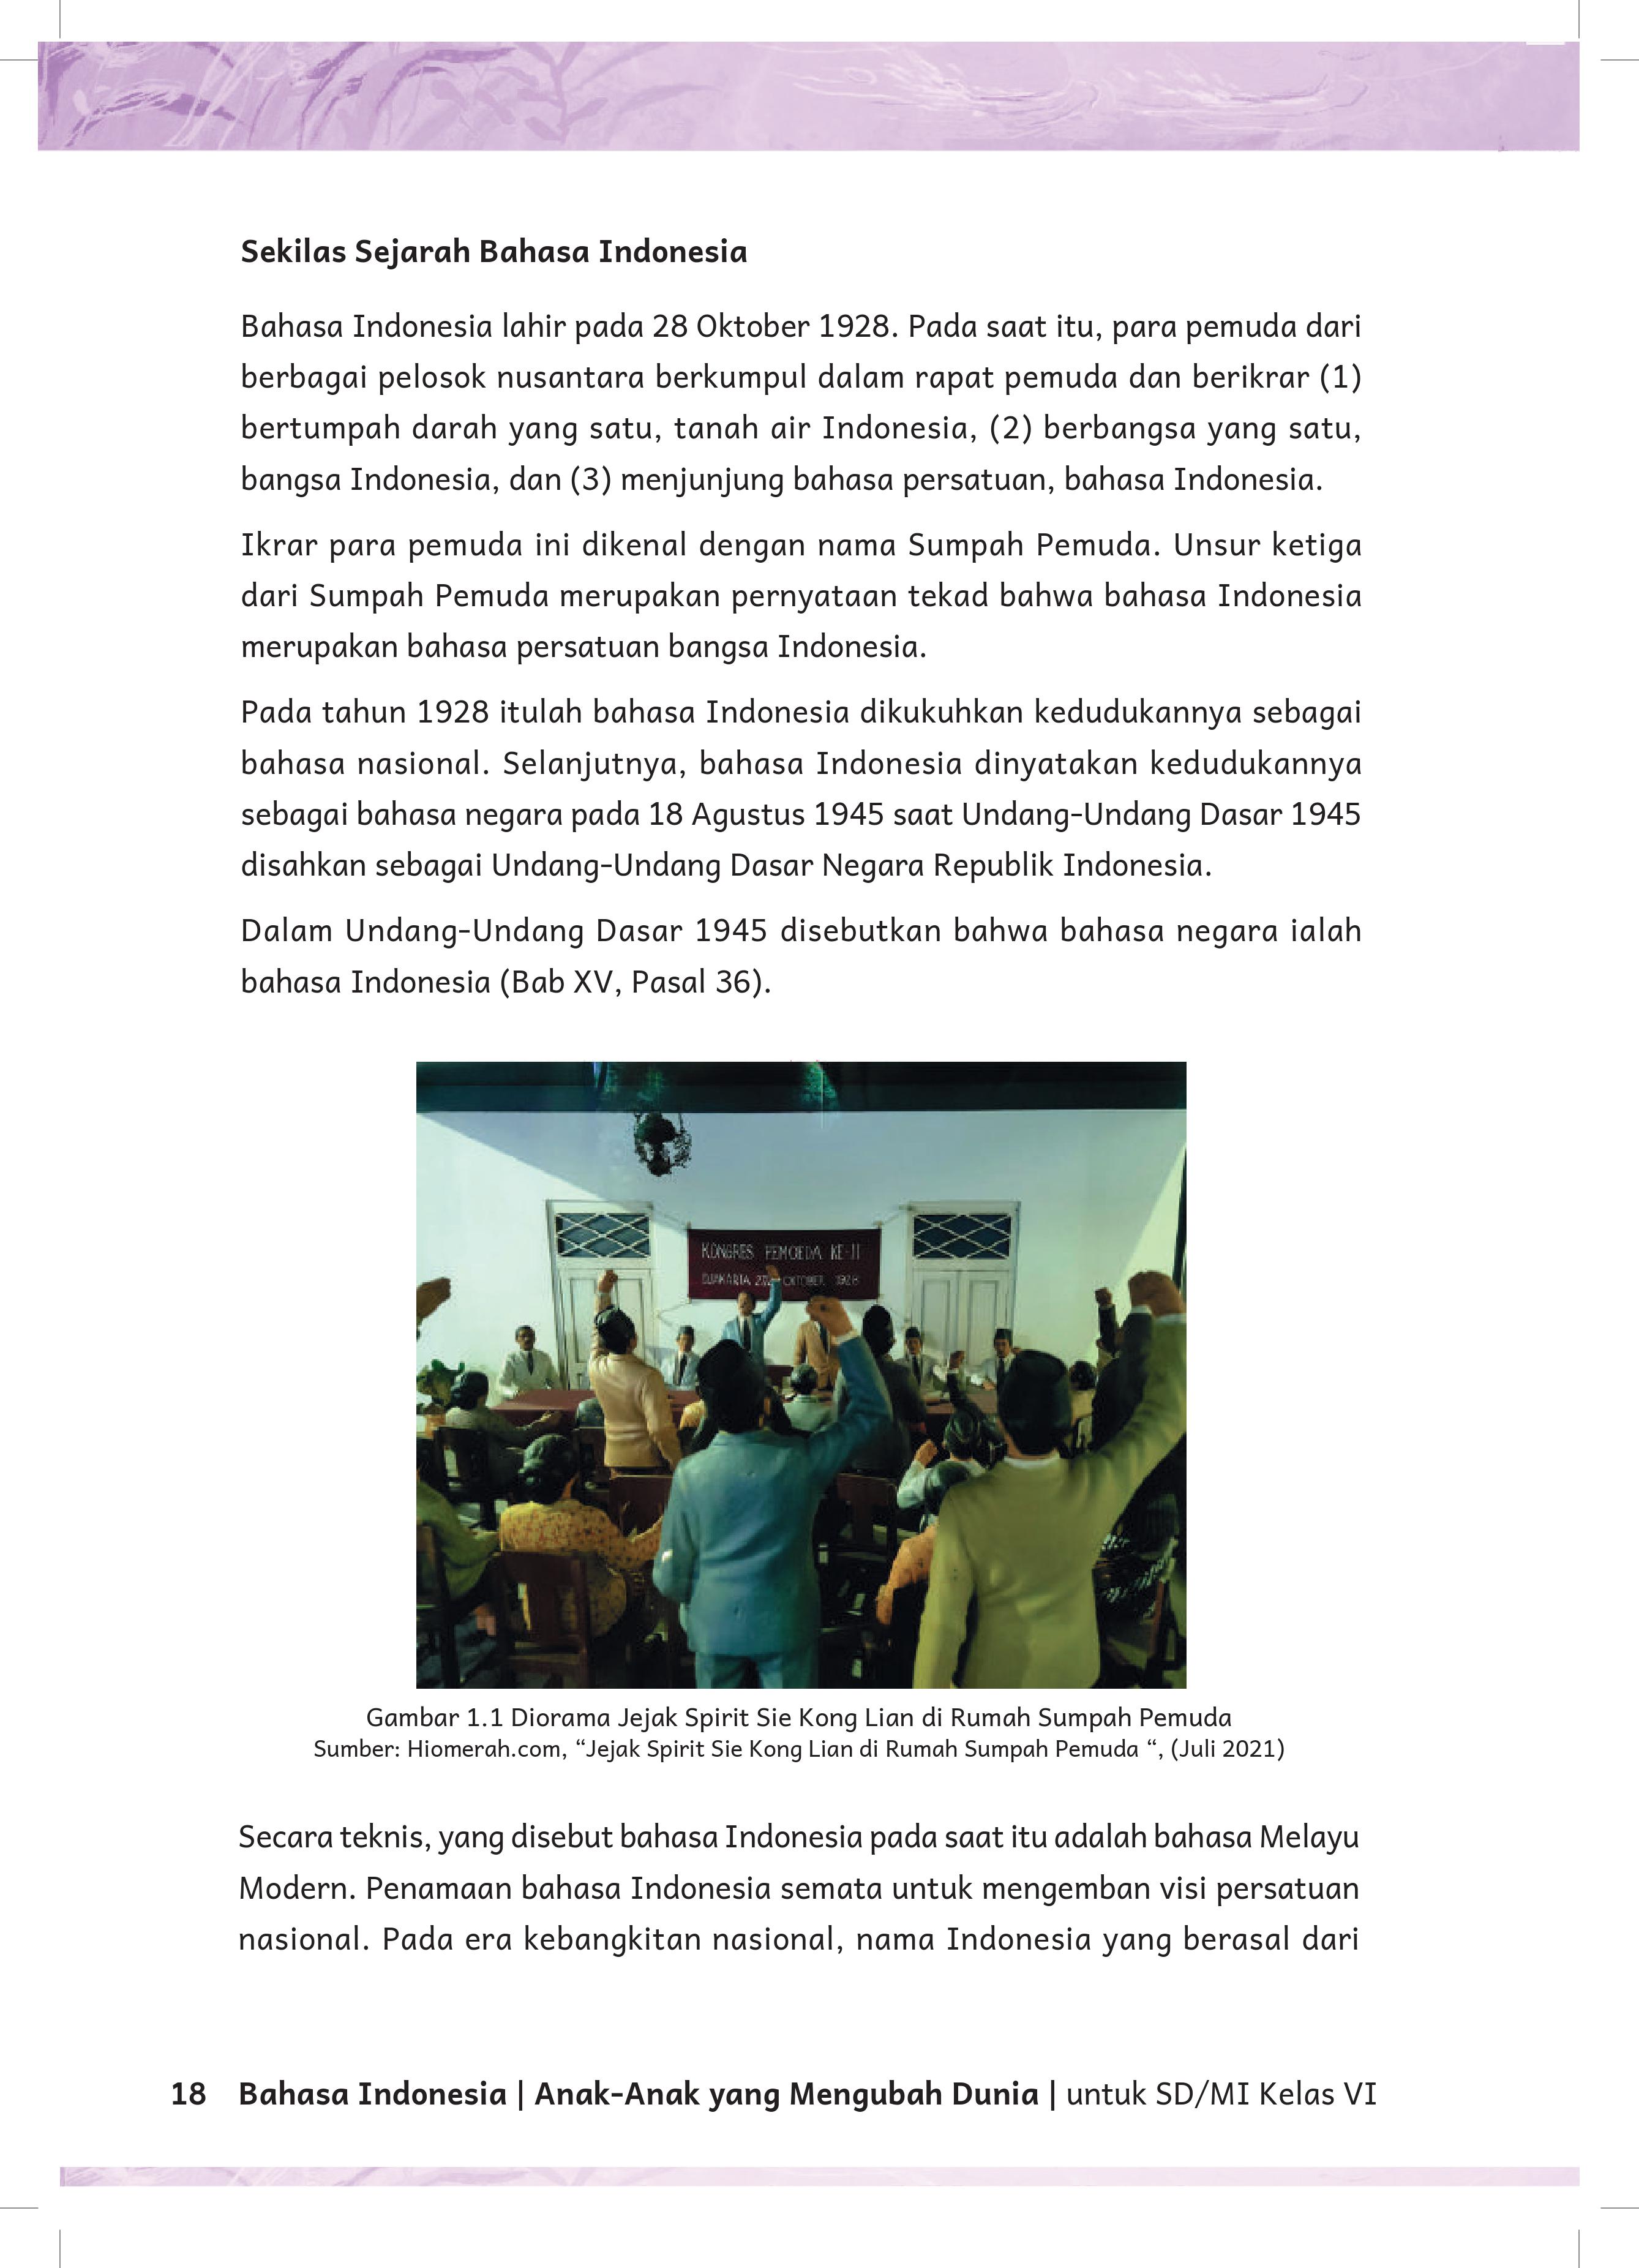 Sekilas Sejarah Bahasa Indonesia
Bahasa Indonesia lahir pada 28 Oktober 1928. Pada saat itu, para pemuda dari
berbagai pelosok nusantara berkumpul dalam rapat pemuda dan berikrar (1)
bertumpah darah yang satu, tanah air Indonesia, (2) berbangsa yang satu,
bangsa Indonesia, dan (3) menjunjung bahasa persatuan, bahasa Indonesia.
Ikrar para pemuda ini dikenal dengan nama Sumpah Pemuda. Unsur ketiga
dari Sumpah Pemuda merupakan pernyataan tekad bahwa bahasa Indonesia
merupakan bahasa persatuan bangsa Indonesia.
Pada tahun 1928 itulah bahasa Indonesia dikukuhkan kedudukannya sebagai
bahasa nasional. Selanjutnya, bahasa Indonesia dinyatakan kedudukannya
sebagai bahasa negara pada 18 Agustus 1945 saat Undang-Undang Dasar 1945
disahkan sebagai Undang-Undang Dasar Negara Republik Indonesia.
Dalam Undang-Undang Dasar 1945 disebutkan bahwa bahasa negara ialah
bahasa Indonesia (Bab XV, Pasal 36).
KONGRES PEMOEDA KE-II
OKTOBER 1928
Gambar 1.1 Diorama Jejak Spirit Sie Kong Lian di Rumah Sumpah Pemuda
Sumber: Hiomerah.com, “Jejak Spirit Sie Kong Lian di Rumah Sumpah Pemuda “, (Juli 2021)
Secara teknis, yang disebut bahasa Indonesia pada saat itu adalah bahasa Melayu
Modern. Penamaan bahasa Indonesia semata untuk mengemban visi persatuan
nasional. Pada era kebangkitan nasional, nama Indonesia yang berasal dari
18 Bahasa Indonesia | Anak-Anak yang Mengubah Dunia | untuk SD/MI Kelas VI